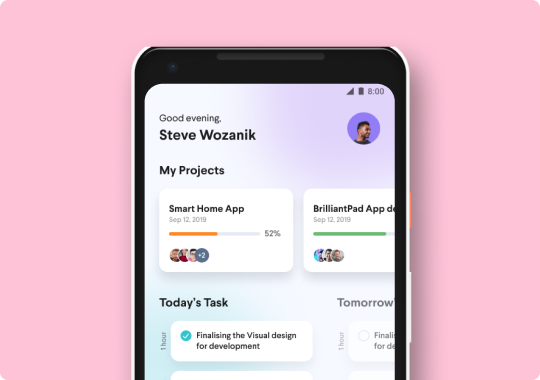 8:00
Good evening,
Steve Wozanik
My Projects
Smart Home App
Sep 12, 2019
52%
+2
BrilliantPad App de
Sep 12, 2019
Today's Task
Tomorrow'
1 hour
Finalising the Visual design
for development
1 hour
Finalis
for de